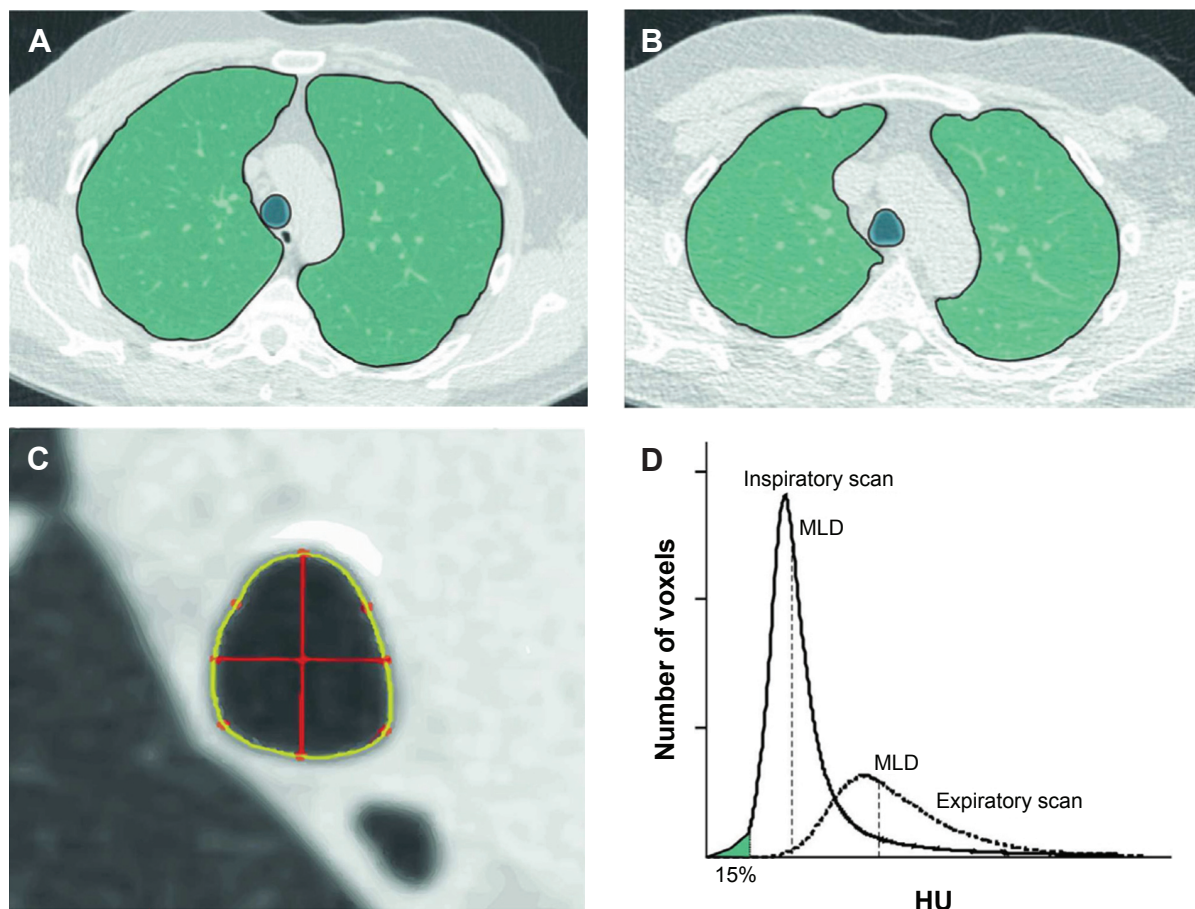 A
B
C
D
Inspiratory scan
MLD
Number of voxels
MLD
Expiratory scan
15%
HU